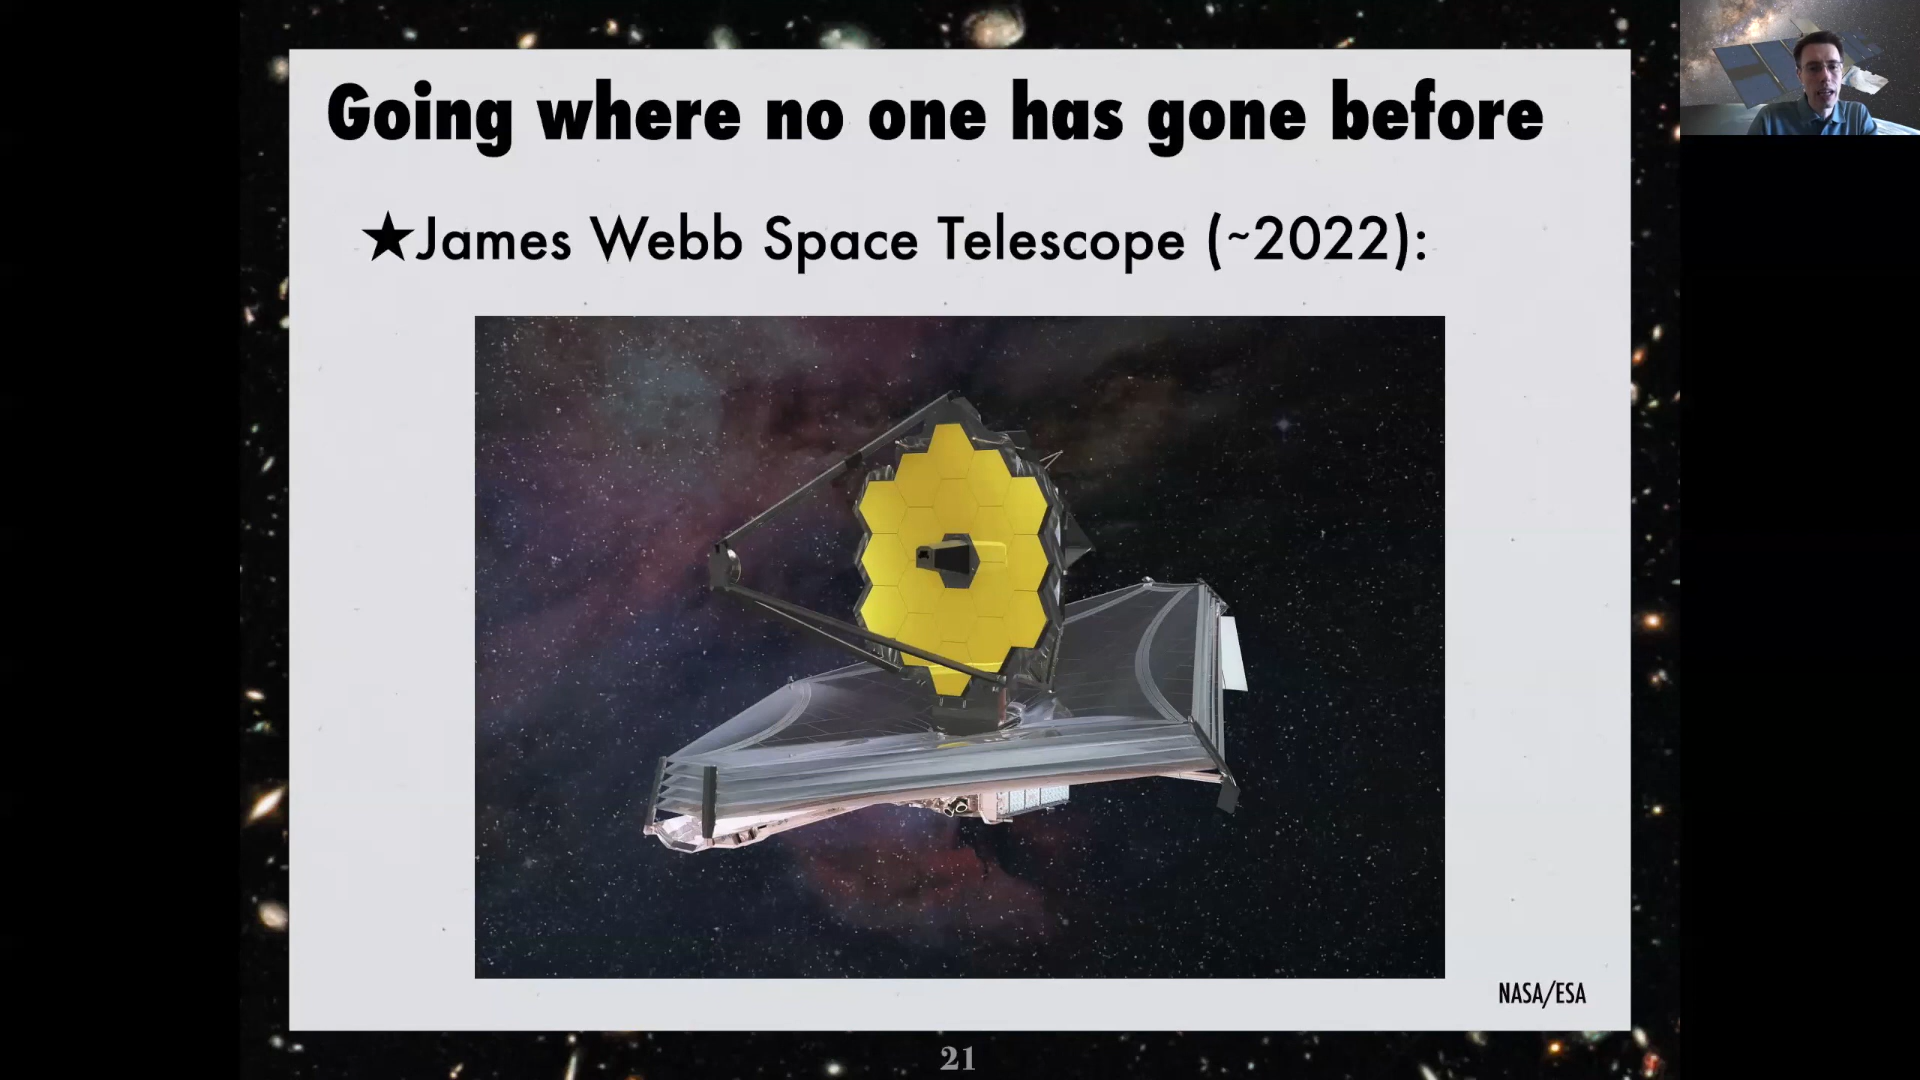 Going where no one has gone before
★James Webb Space Telescope (~2022):
NASA/ESA
21